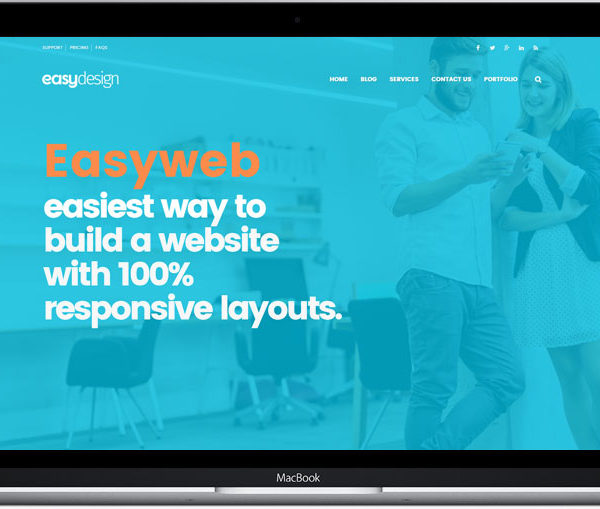 SUPPORT | PRICING | FAQS
easydesign
HOME BLOG SERVICES CONTACT US PORTFOLIO
Easyweb
easiest way to
build a website
with 100%
responsive layouts.
MacBook